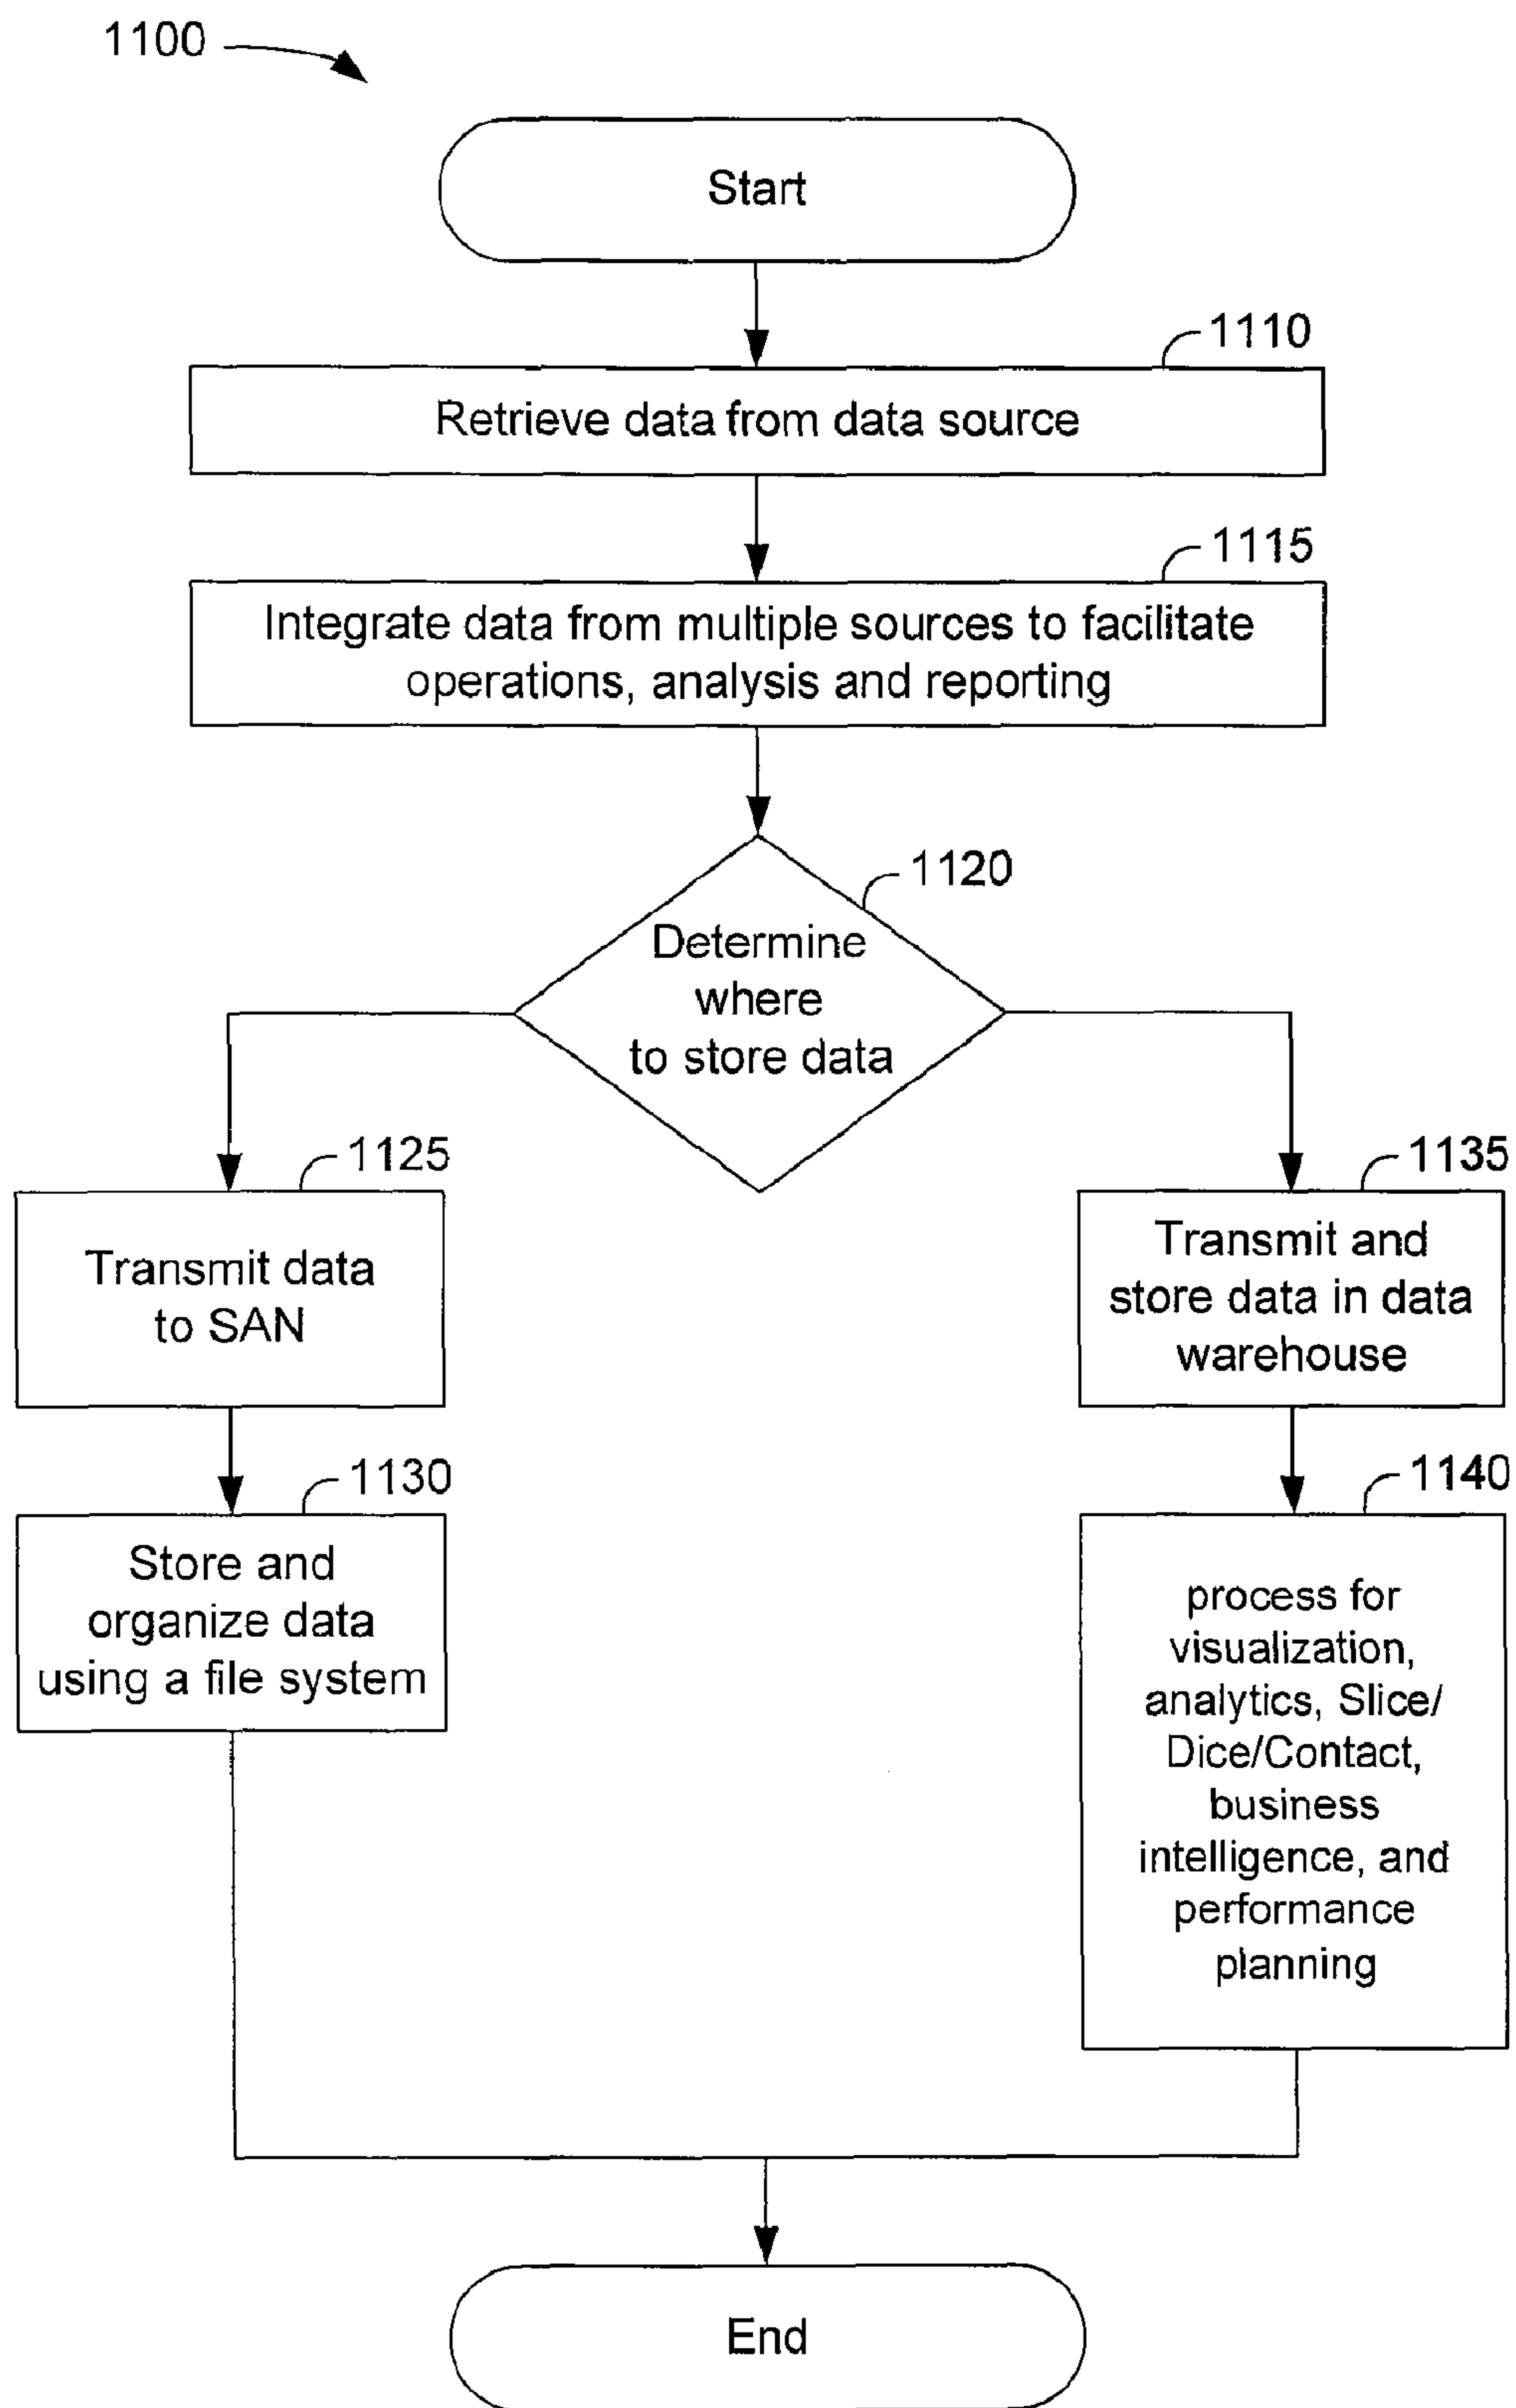 1100
Start
1110
Retrieve data from data source
1115
Integrate data from multiple sources to facilitate
operations, analysis and reporting
1120
Determine
where
to store data
1125
Transmit data
to SAN
1130
Store and
organize data
using a file system
1135
Transmit and
store data in data
warehouse
1140
process for
visualization,
analytics, Slice/
Dice/Contact,
business
intelligence, and
performance
planning
End